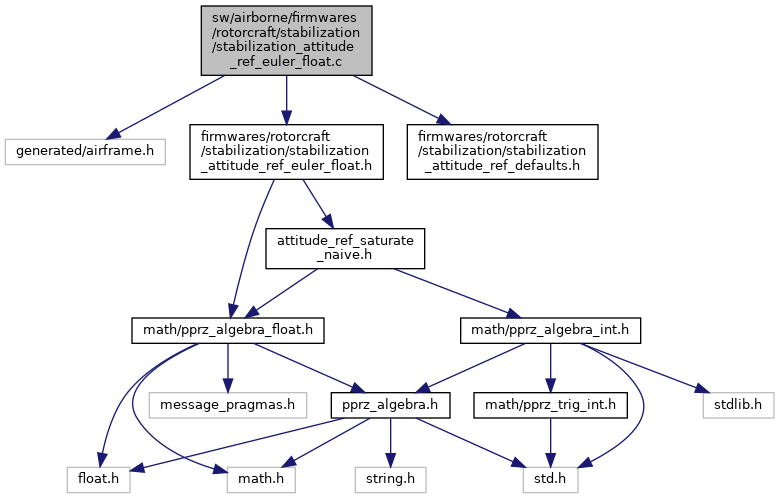 sw/airborne/firmwares
/rotorcraft/stabilization
/stabilization_attitude
_ref_euler_float.c
generated/airframe.h
firmwares/rotorcraft
/stabilization/stabilization
_attitude_ref_euler_float.h
firmwares/rotorcraft
/stabilization/stabilization
_attitude_ref_defaults.h
attitude_ref_saturate
_naive.h
math/pprz_algebra_float.h
math/pprz_algebra_int.h
message_pragmas.h
pprz_algebra.h
math/pprz_trig_int.h
stdlib.h
float.h
math.h
string.h
std.h